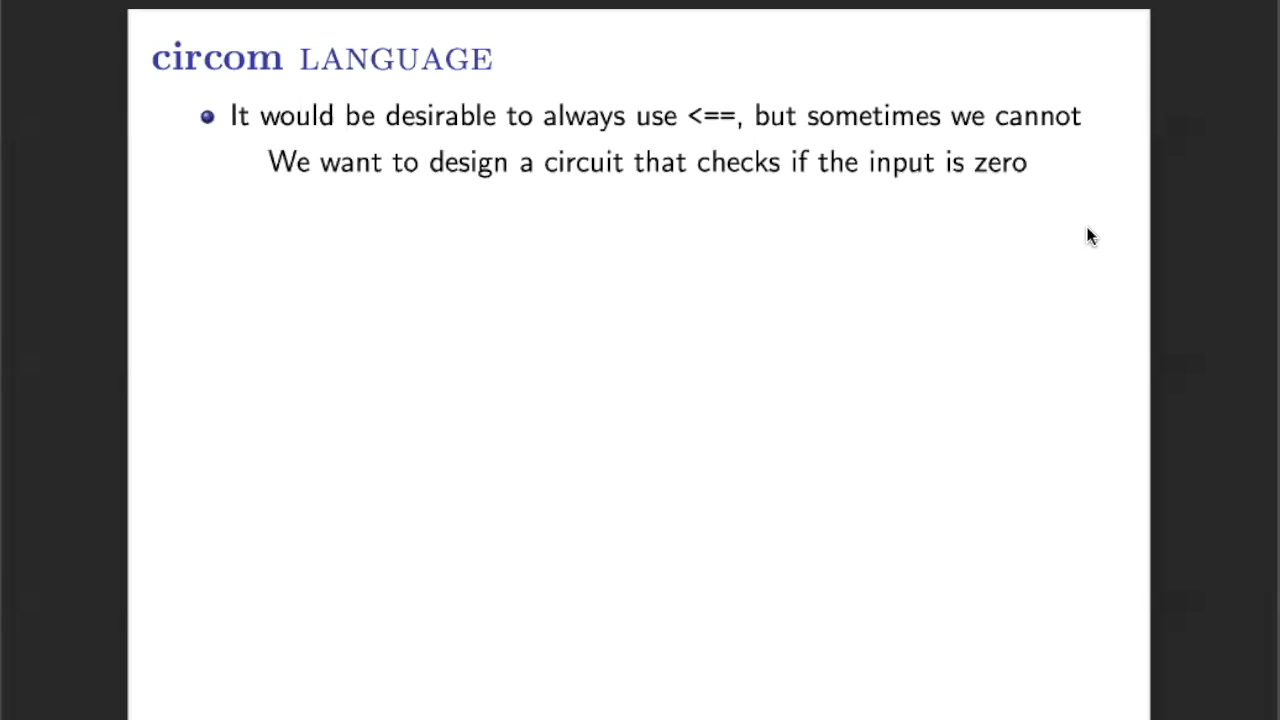 circom LANGUAGE
It would be desirable to always use <==, but sometimes we cannot
We want to design a circuit that checks if the input is zero